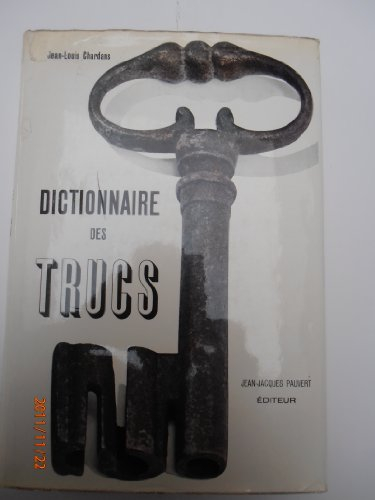 Jean-Louis Chardans
DICTIONNAIRE
DES
TRUCS
JEAN-JACQUES PAUVERT
ÉDITEUR
2011/11/22